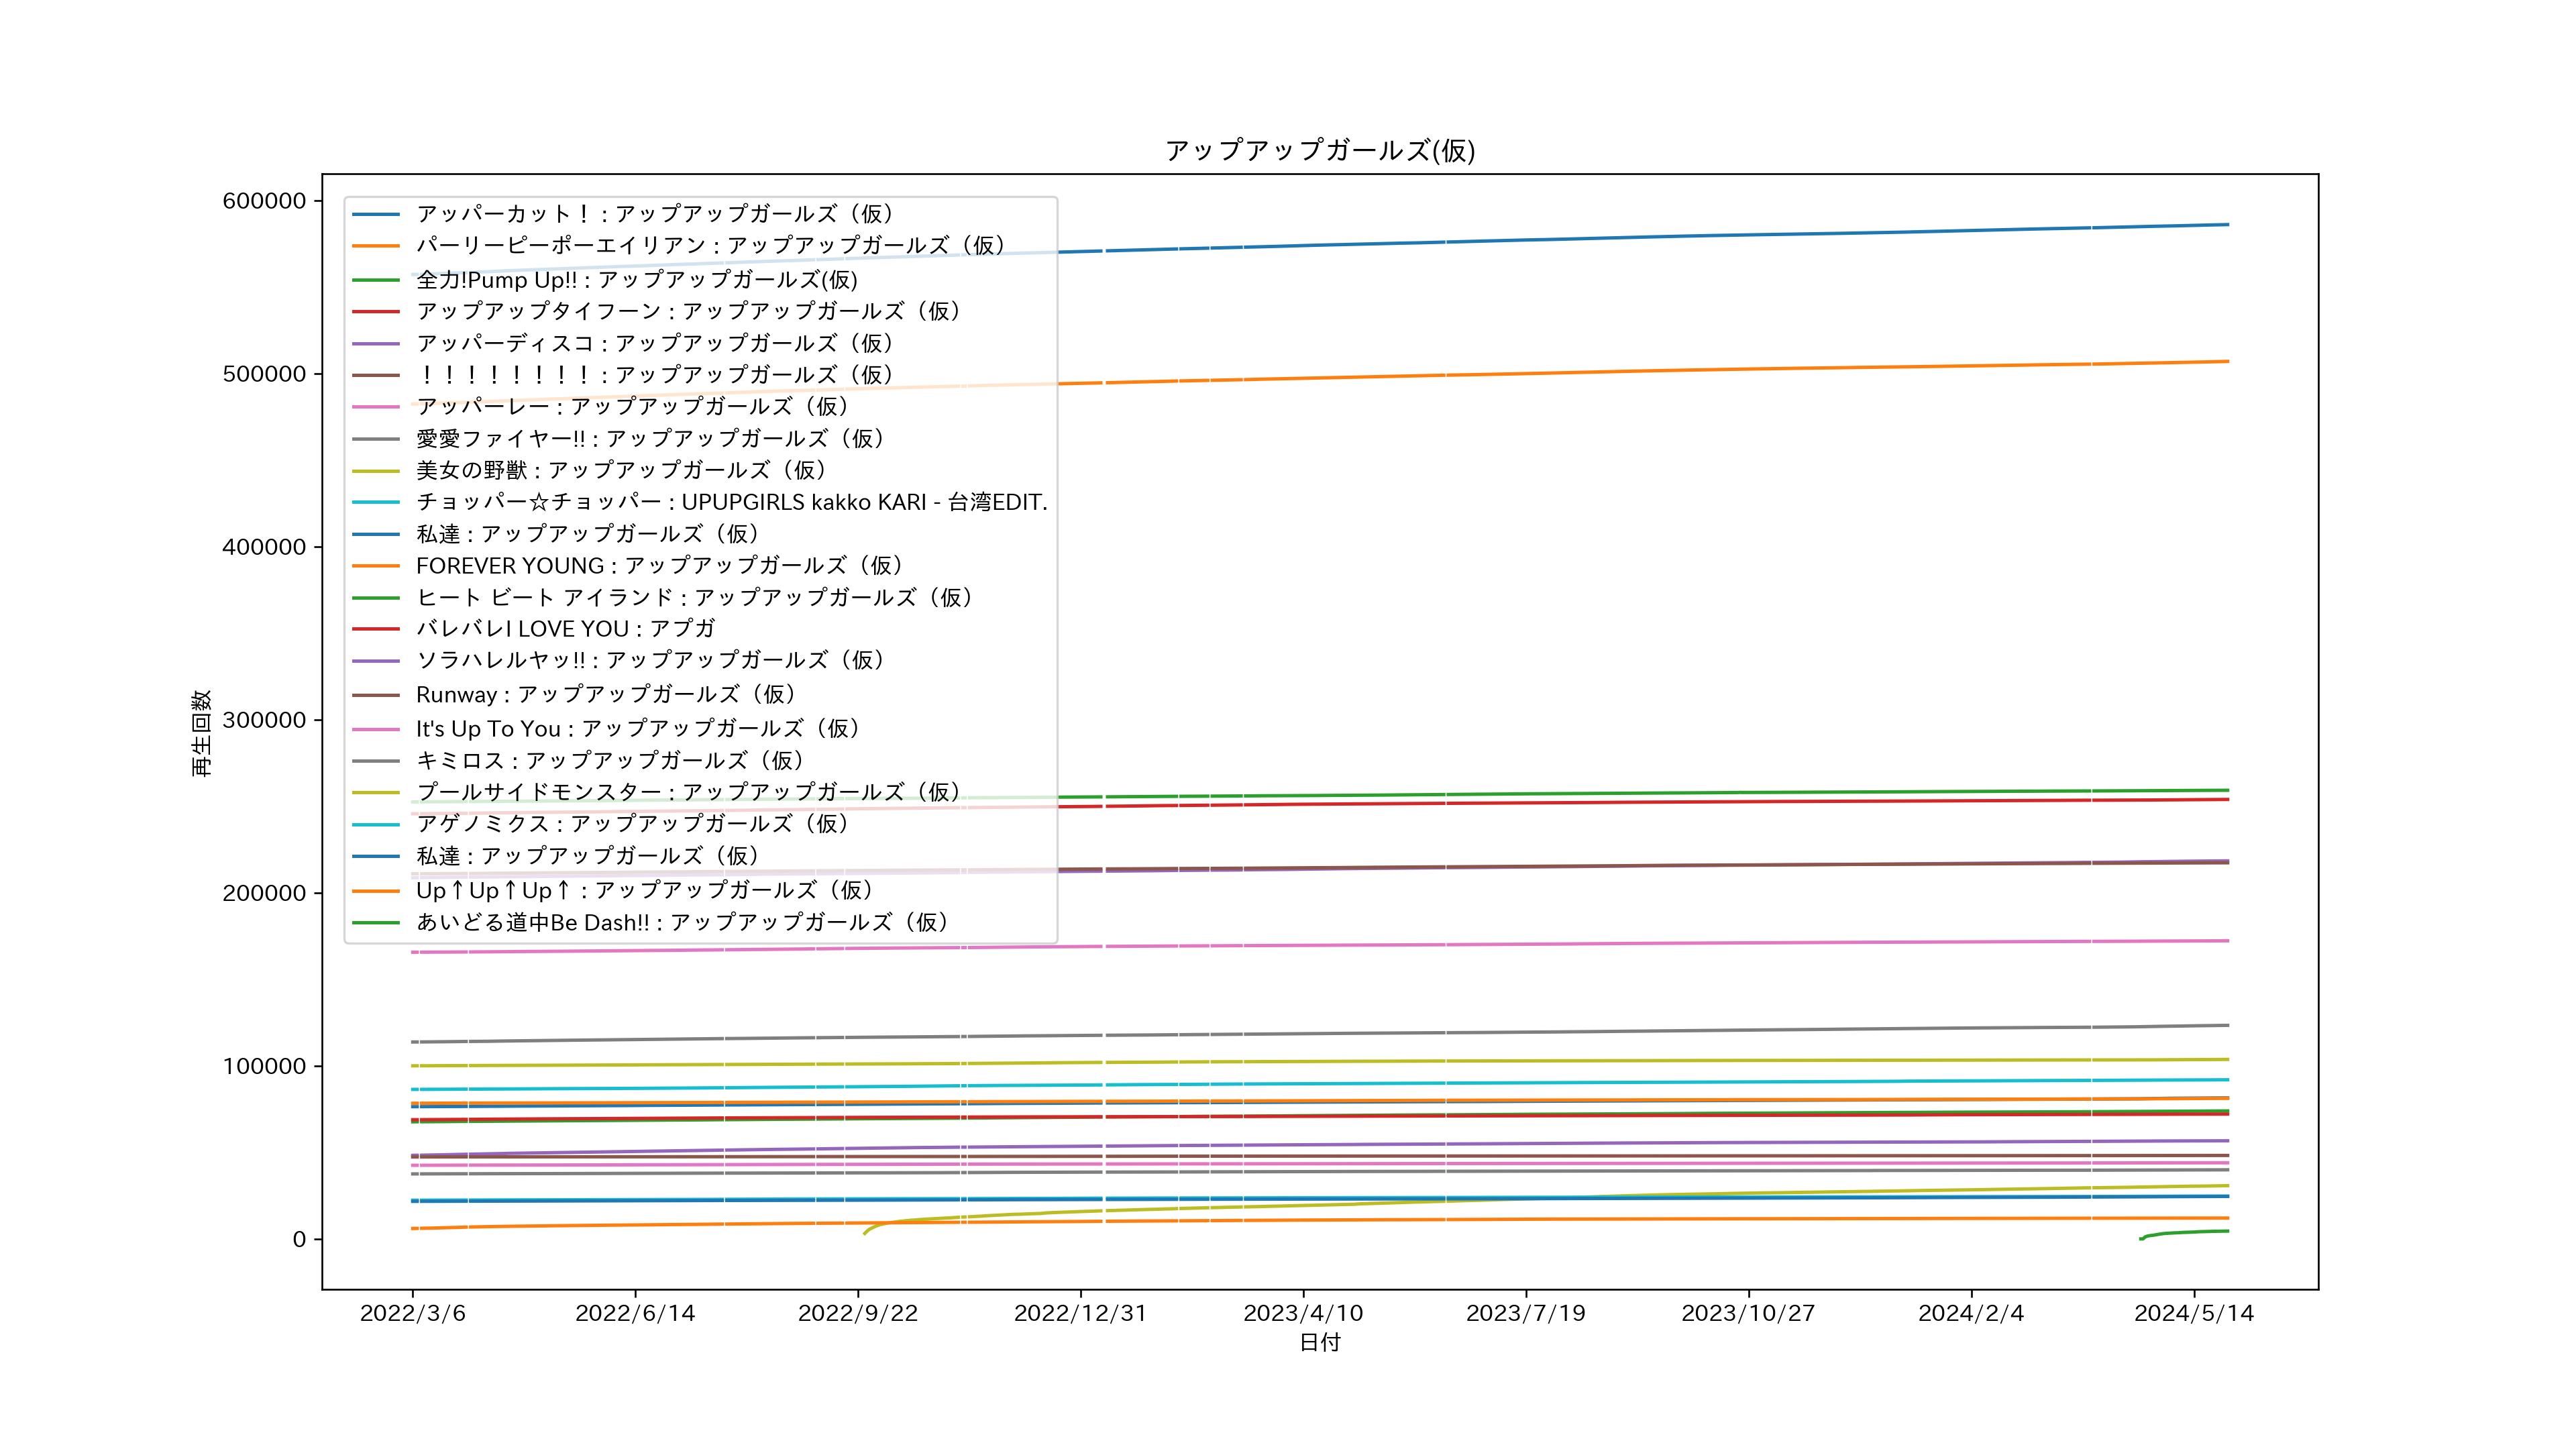 アップアップガールズ(仮)
600000
500000
400000
300000
200000
100000
0
再生回数
アッパーカット！ : アップアップガールズ（仮）
パーリーピーポーエイリアン : アップアップガールズ（仮）
全力!Pump Up!! : アップアップガールズ(仮)
アップアップタイフーン : アップアップガールズ（仮）
アッパーディスコ : アップアップガールズ（仮）
！！！！！！！！ : アップアップガールズ（仮）
アッパーレー : アップアップガールズ（仮）
愛愛ファイヤー!! : アップアップガールズ（仮）
美女の野獣 : アップアップガールズ（仮）
チョッパー☆チョッパー : UPUPGIRLS kakko KARI - 台湾EDIT.
私達 : アップアップガールズ（仮）
FOREVER YOUNG : アップアップガールズ（仮）
ヒート ビート アイランド : アップアップガールズ（仮）
バレバレI LOVE YOU : アプガ
ソラハレルヤッ!! : アップアップガールズ（仮）
Runway : アップアップガールズ（仮）
It's Up To You : アップアップガールズ（仮）
キミロス : アップアップガールズ（仮）
プールサイドモンスター : アップアップガールズ（仮）
アゲノミクス : アップアップガールズ（仮）
私達 : アップアップガールズ（仮）
Up↑Up↑Up↑ : アップアップガールズ（仮）
あいどる道中Be Dash!! : アップアップガールズ（仮）
2022/3/6
2022/6/14
2022/9/22
2022/12/31
2023/4/10
2023/7/19
2023/10/27
2024/2/4
2024/5/14
日付